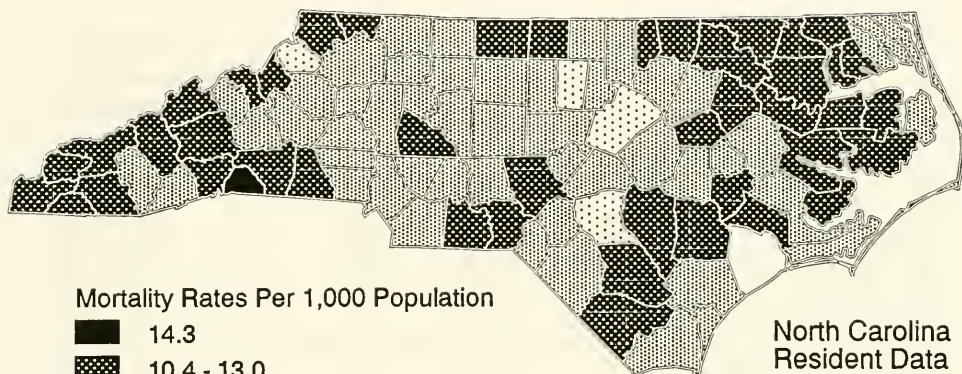 Mortality Rates Per 1,000 Population
14.3
10.4 - 13.0
North Carolina
Resident Data